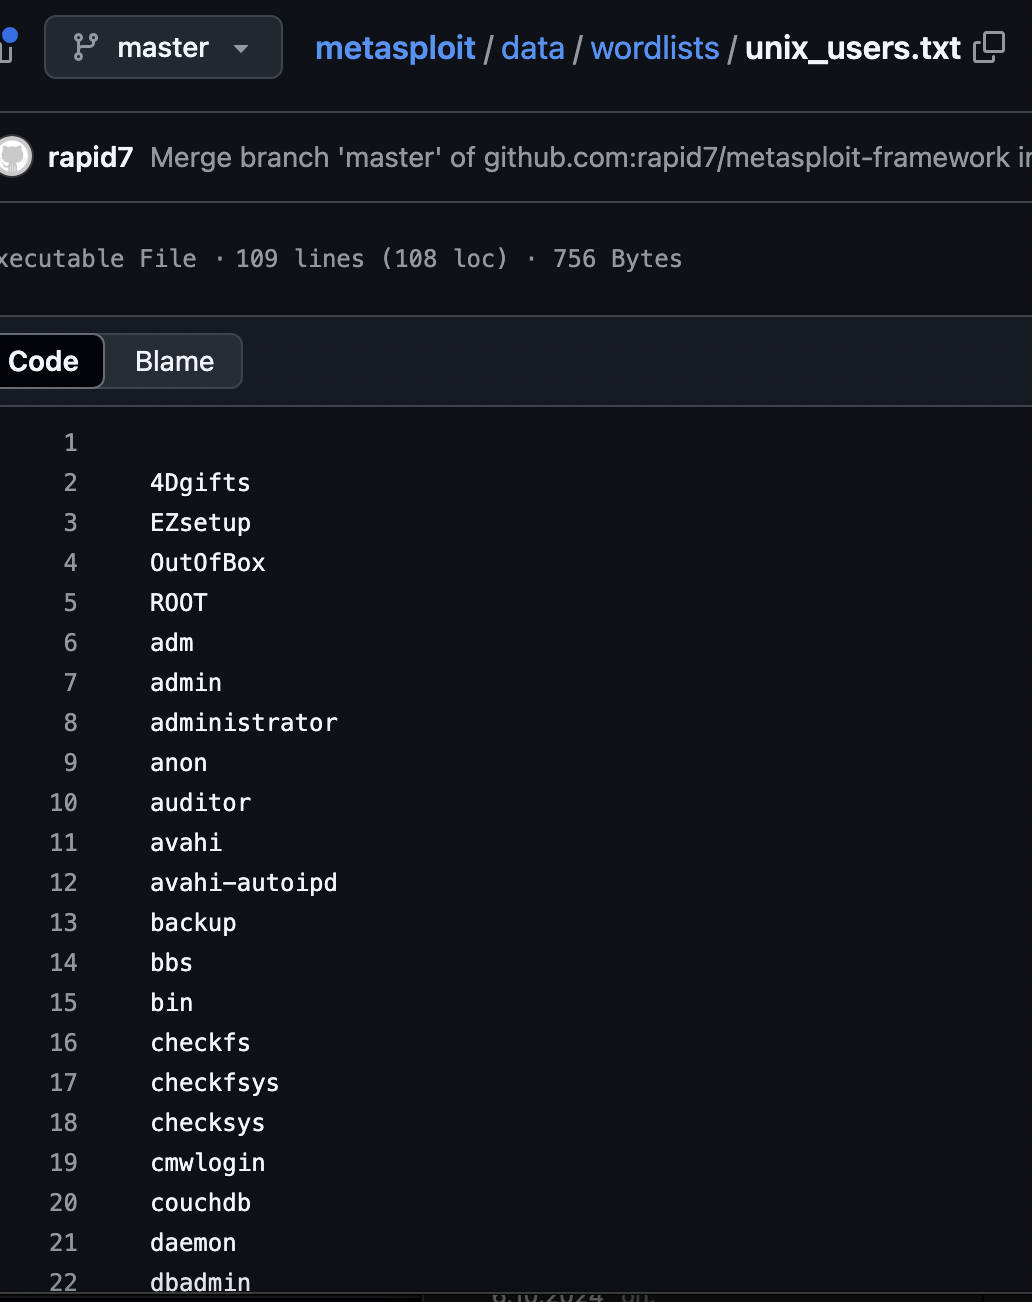 master metasploit / data / wordlists / unix_users.txt
rapid7 Merge branch 'master' of github.com:rapid7/metasploit-framework
xecutable File · 109 lines (108 loc) · 756 Bytes
Code Blame
1
2 4Dgifts
3 EZsetup
4 OutOfBox
5 ROOT
6 adm
7 admin
8 administrator
9 anon
10 auditor
11 avahi
12 avahi-autoipd
13 backup
14 bbs
15 bin
16 checkfs
17 checkfsys
18 checksys
19 cmwlogin
20 couchdb
21 daemon
22 dbadmin